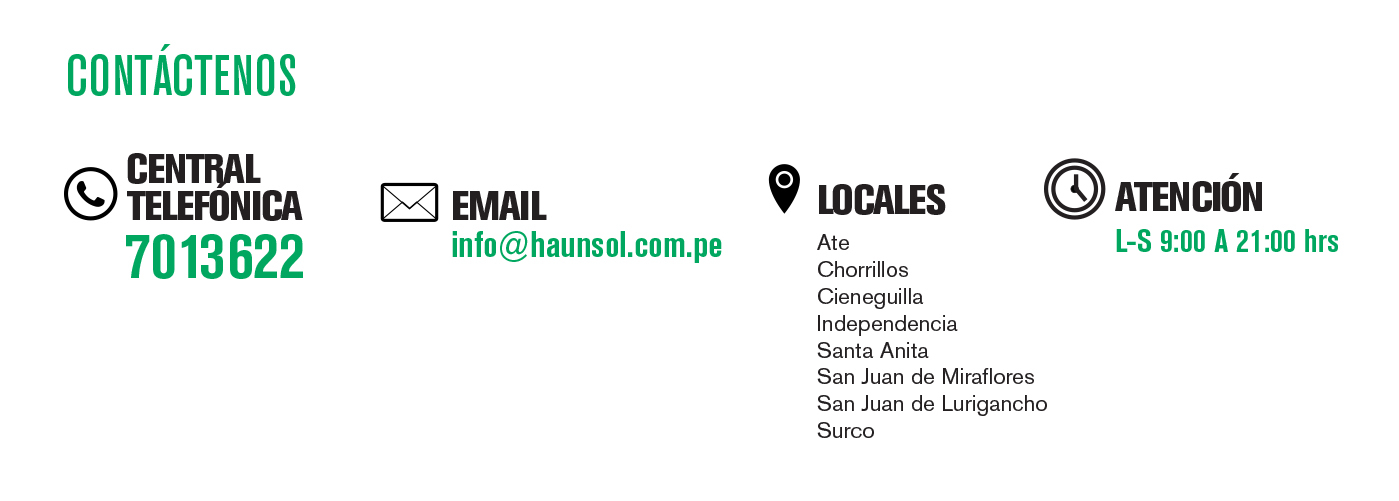 CONTÁCTENOS
CENTRAL
TELEFÓNICA
7013622
EMAIL
info@haunsol.com.pe
LOCALES
Ate
Chorrillos
Cieneguilla
Independencia
Santa Anita
San Juan de Miraflores
San Juan de Lurigancho
Surco
ATENCIÓN
L-S 9:00 A 21:00 hrs